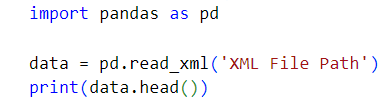 import pandas as pd
data = pd.read_xml('XML File Path')
print(data.head())